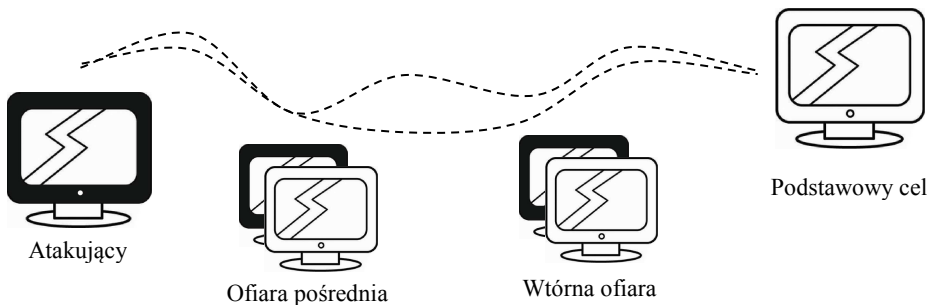 Podstawowy cel
Atakujący
Ofiara pośrednia
Wtórna ofiara